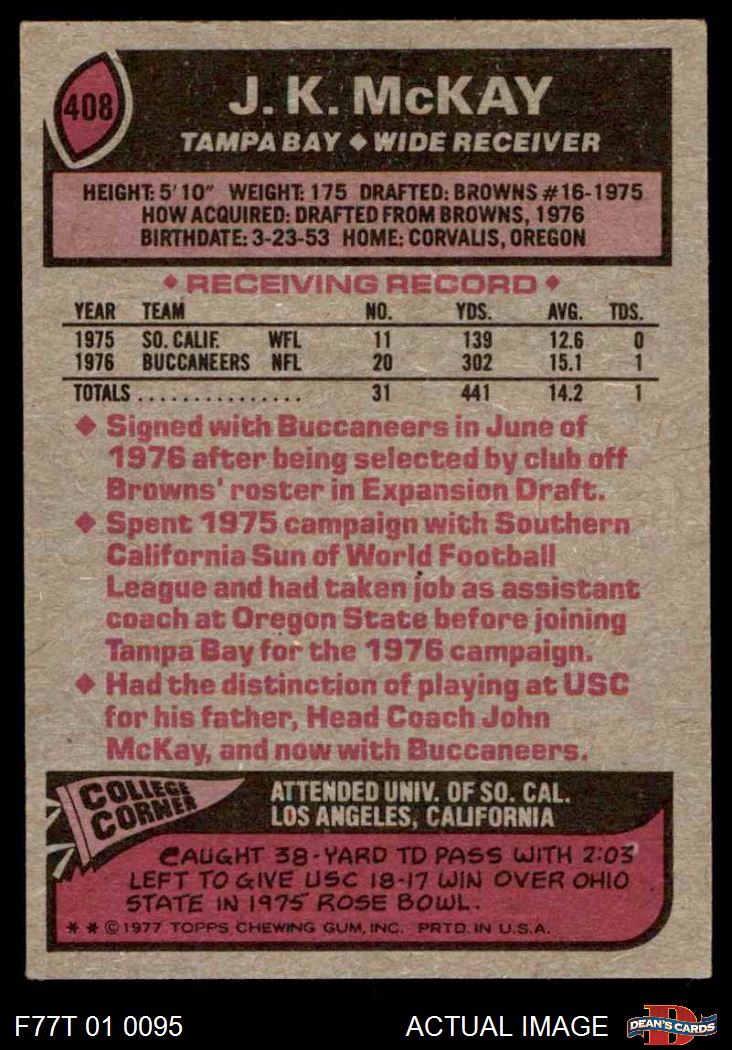 408
J. K. McKAY
TAMPA BAY ◆ WIDE RECEIVER
HEIGHT: 5' 10" WEIGHT: 175 DRAFTED: BROWNS #16-1975
HOW ACQUIRED: DRAFTED FROM BROWNS, 1976
BIRTHDATE: 3-23-53 HOME: CORVALIS, OREGON
◆ RECEIVING RECORD ◆
YEAR TEAM NO. YDS. AVG. TDS.
1975 SO. CALIF. WFL 11 139 12.6 0
1976 BUCCANEERS NFL 20 302 15.1 1
TOTALS ................ 31 441 14.2 1
◆ Signed with Buccaneers in June of
1976 after being selected by club off
Browns' roster in Expansion Draft.
◆ Spent 1975 campaign with Southern
California Sun of World Football
League and had taken job as assistant
coach at Oregon State before joining
Tampa Bay for the 1976 campaign.
◆ Had the distinction of playing at USC
for his father, Head Coach John
McKay, and now with Buccaneers.
COLLEGE
CORNER
ATTENDED UNIV. OF SO. CAL.
LOS ANGELES, CALIFORNIA
CAUGHT 38-YARD TD PASS WITH 2:03
LEFT TO GIVE USC 18-17 WIN OVER OHIO
STATE IN 1975 ROSE BOWL.
* * © 1977 TOPPS CHEWING GUM, INC. PRTD. IN U.S.A.
F77T 01 0095 ACTUAL IMAGE
D
DEAN'S CARDS